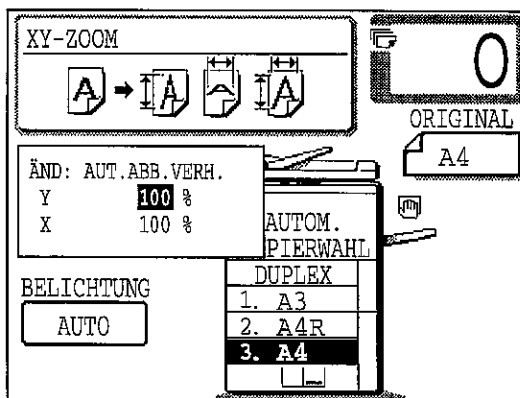 XY-ZOOM
A A A A
0
ORIGINAL
A4
ÄND: AUT.ABB.VERH.
Y 100 %
X 100 %
AUTOM.
PIERWAHL
DUPLEX
1. A3
2. A4R
3. A4
BELICHTUNG
AUTO